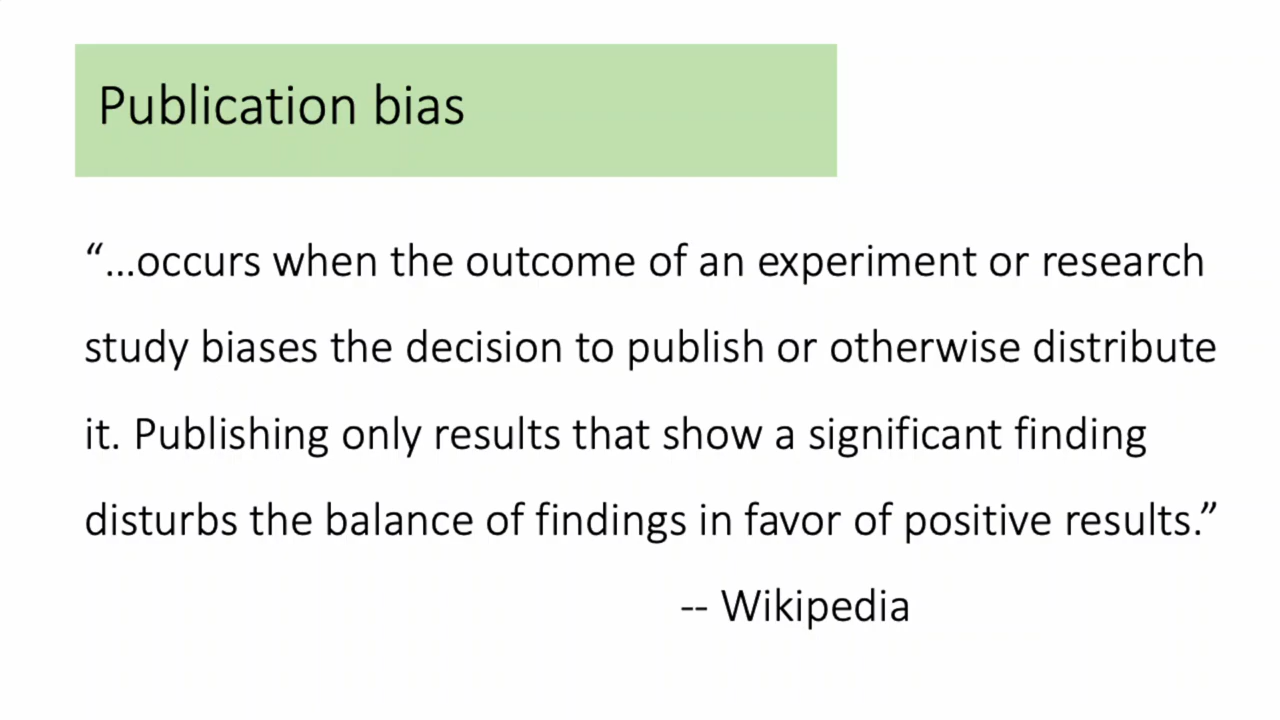 Publication bias
“…occurs when the outcome of an experiment or research
study biases the decision to publish or otherwise distribute
it. Publishing only results that show a significant finding
disturbs the balance of findings in favor of positive results.”
-- Wikipedia